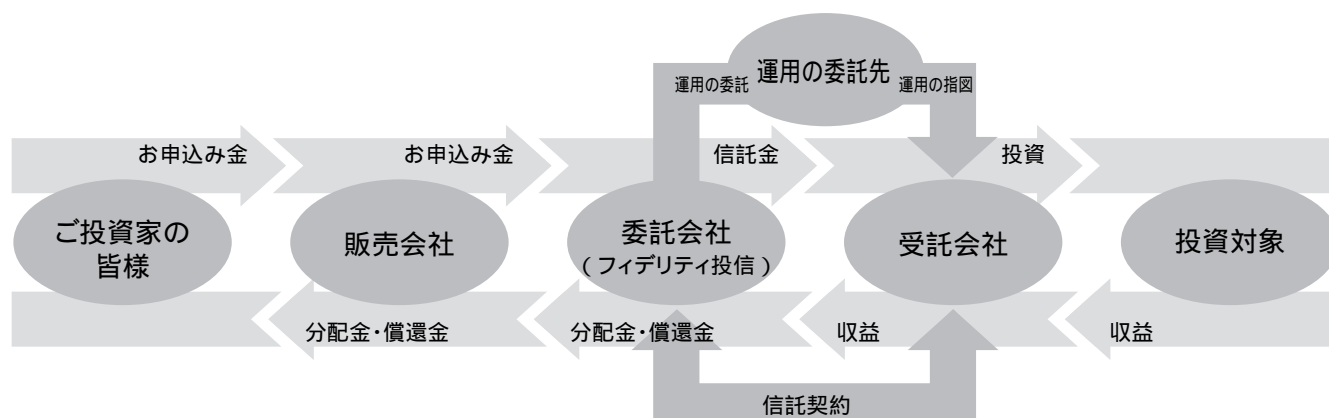 運用の委託
運用の委託先
運用の指図
お申込み金
お申込み金
信託金
投資
ご投資家の
皆様
販売会社
委託会社
(フィデリティ投信)
受託会社
投資対象
分配金・償還金
分配金・償還金
収益
収益
信託契約